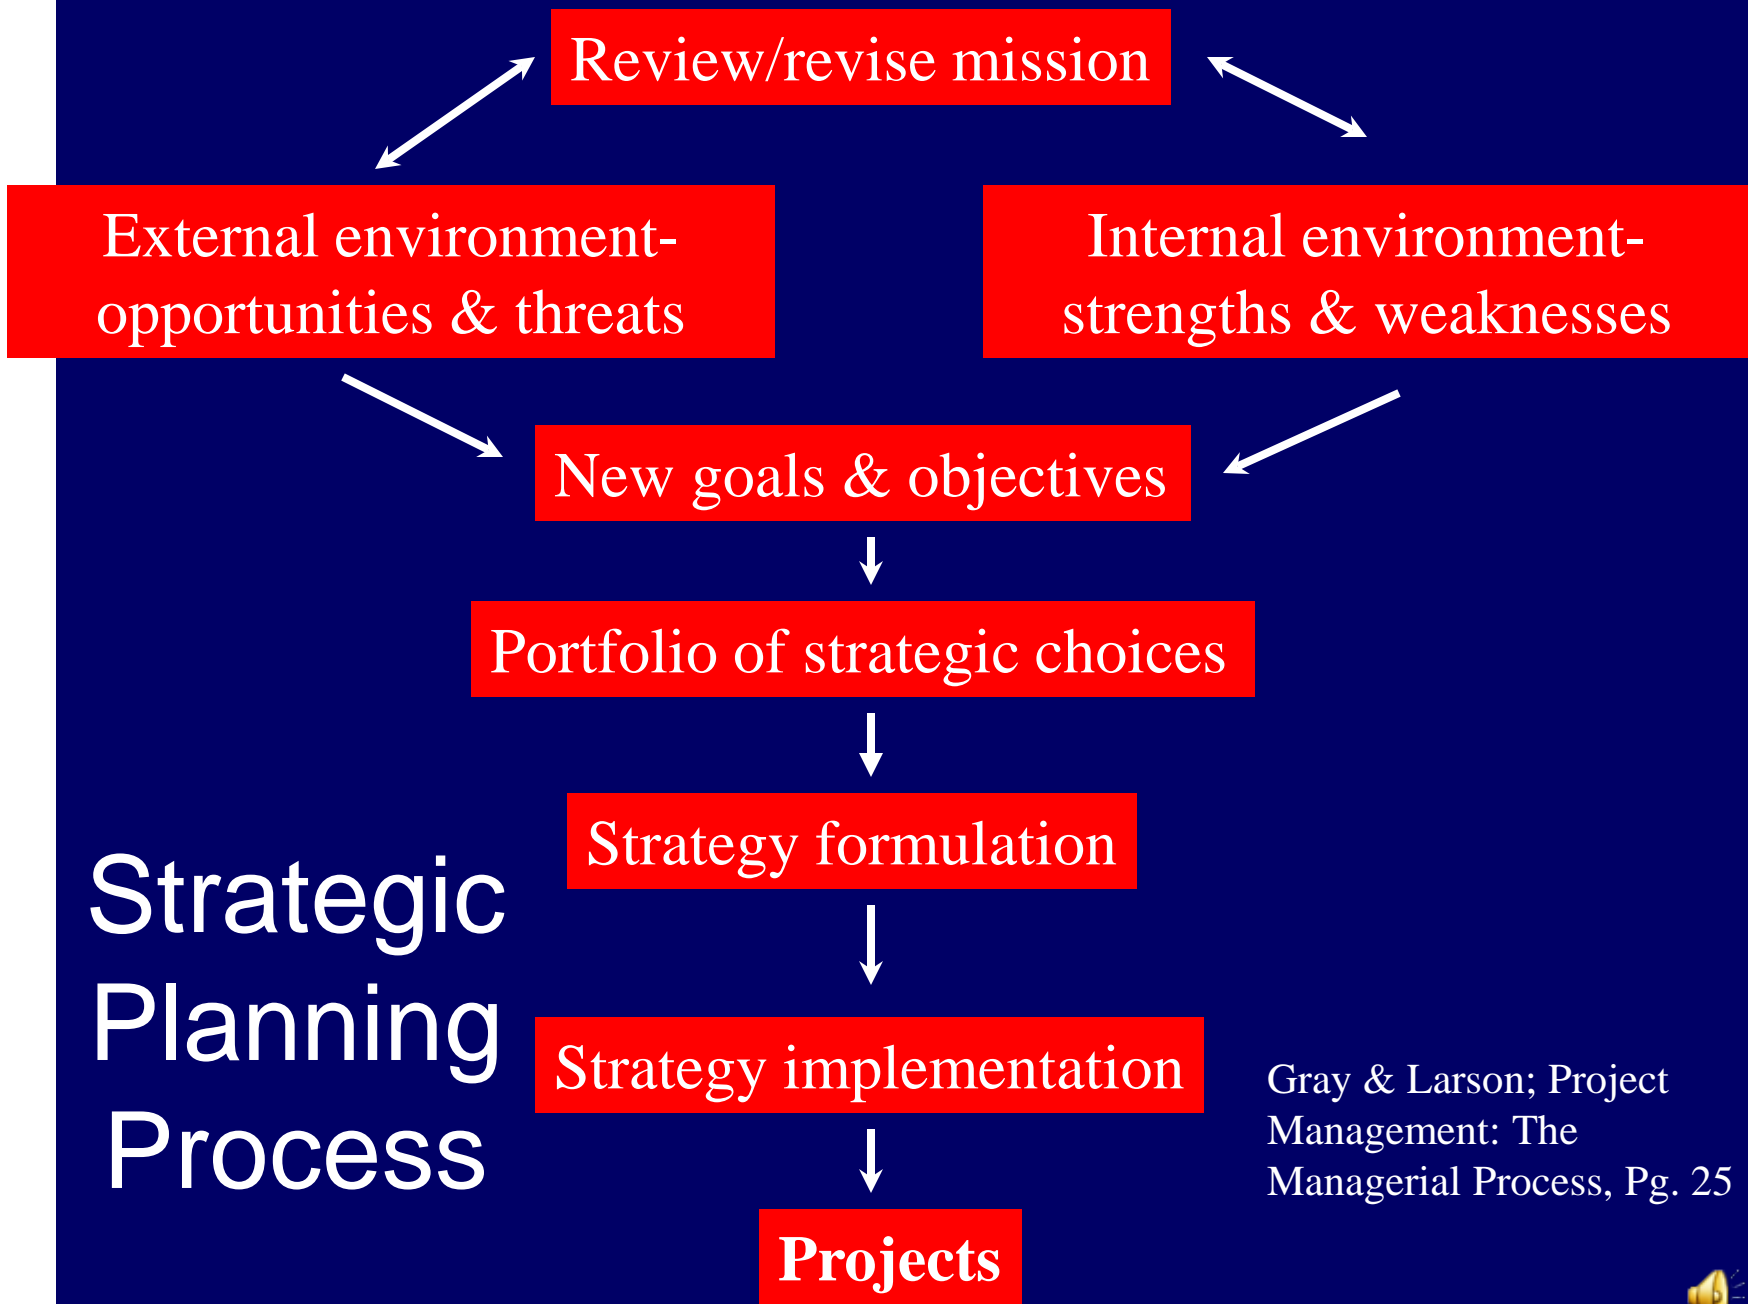 Review/revise mission
External environment-
opportunities & threats
Internal environment-
strengths & weaknesses
New goals & objectives
Portfolio of strategic choices
Strategy formulation
Strategy implementation
Projects
Strategic
Planning
Process
Gray & Larson; Project
Management: The
Managerial Process, Pg. 25